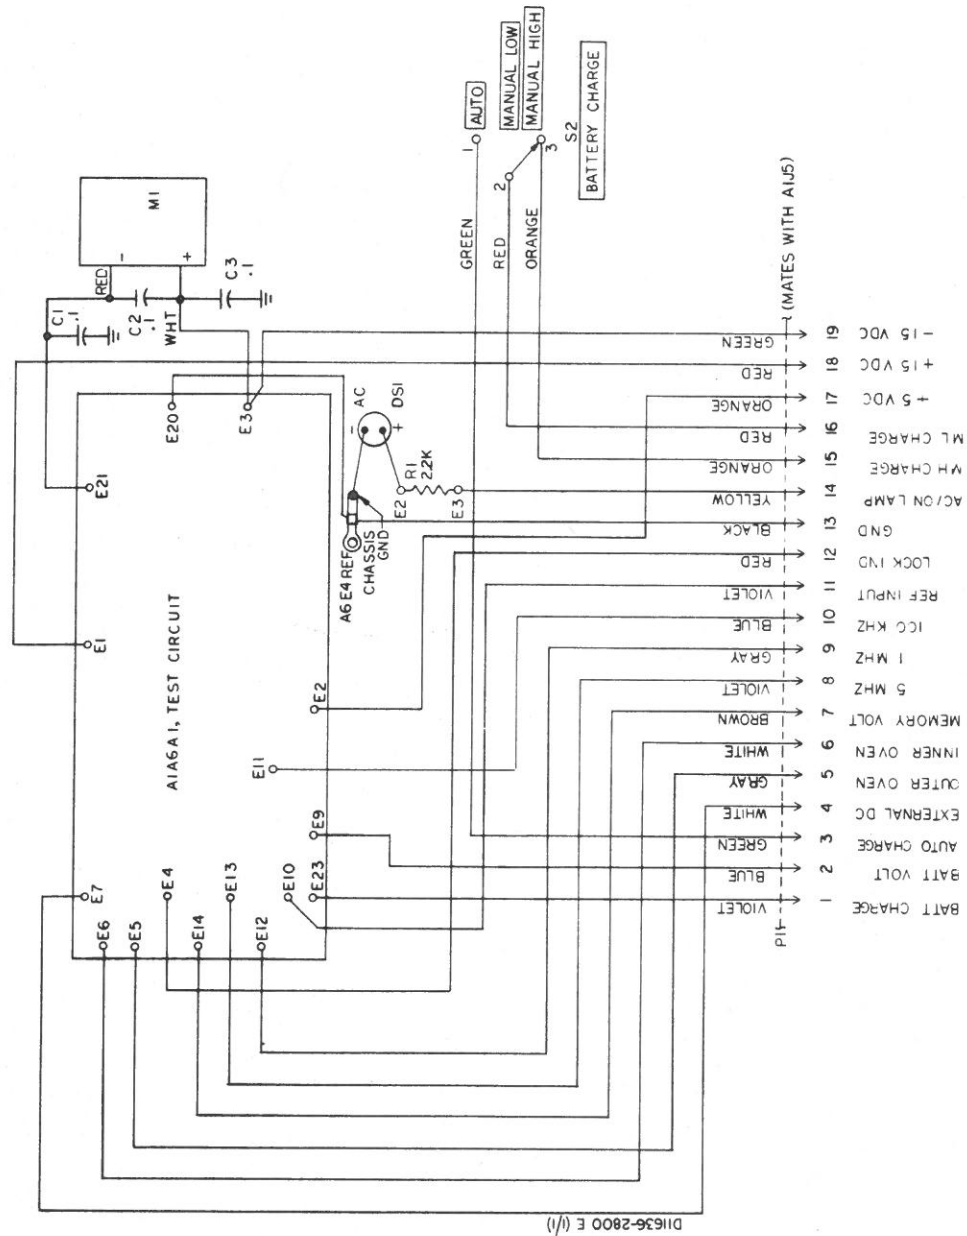 M1
-
+
RED
C1
.1
C2
.1
C3
.1
WHT
E21
E20
E3
E1
A1A6A1, TEST CIRCUIT
E2
E11
E9
E7
E4
E13
E10
E23
E6
E5
E14
E12
AC
-
+
DS1
R1
2.2K
E2
E3
A6E4 REF
CHASSIS
GND
1
AUTO
MANUAL LOW
MANUAL HIGH
2
3
S2
BATTERY CHARGE
GREEN
RED
ORANGE
(MATES WITH A1J5)
P1
GREEN 19 -15 VDC
RED 18 +15 VDC
ORANGE 17 +5 VDC
RED 16 ML CHARGE
ORANGE 15 MH CHARGE
YELLOW 14 AC/ON LAMP
BLACK 13 GND
RED 12 LOCK IND
VIOLET 11 REF INPUT
BLUE 10 100 KHZ
GRAY 9 1 MHZ
VIOLET 8 5 MHZ
BROWN 7 MEMORY VOLT
WHITE 6 INNER OVEN
GRAY 5 OUTER OVEN
WHITE 4 EXTERNAL DC
GREEN 3 AUTO CHARGE
BLUE 2 BATT VOLT
VIOLET 1 BATT CHARGE
D11636-2800 E (1/1)